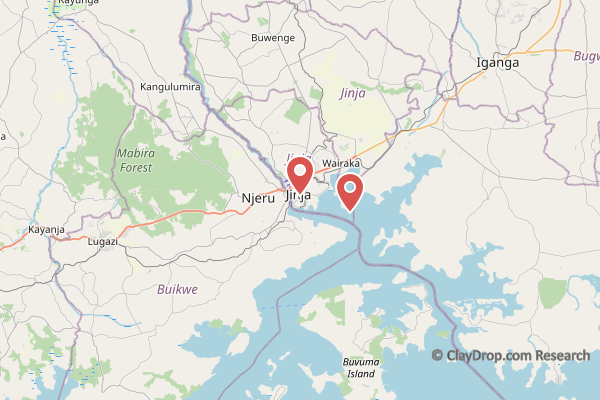 Kayunga
Buwenge
Iganga
Bugw
Kangulumira
Jinja
Mabira
Forest
Jinja
Wairaka
Njeru
Jinja
Kayanja
Lugazi
Buikwe
Buvuma
Island
© ClayDrop.com Research